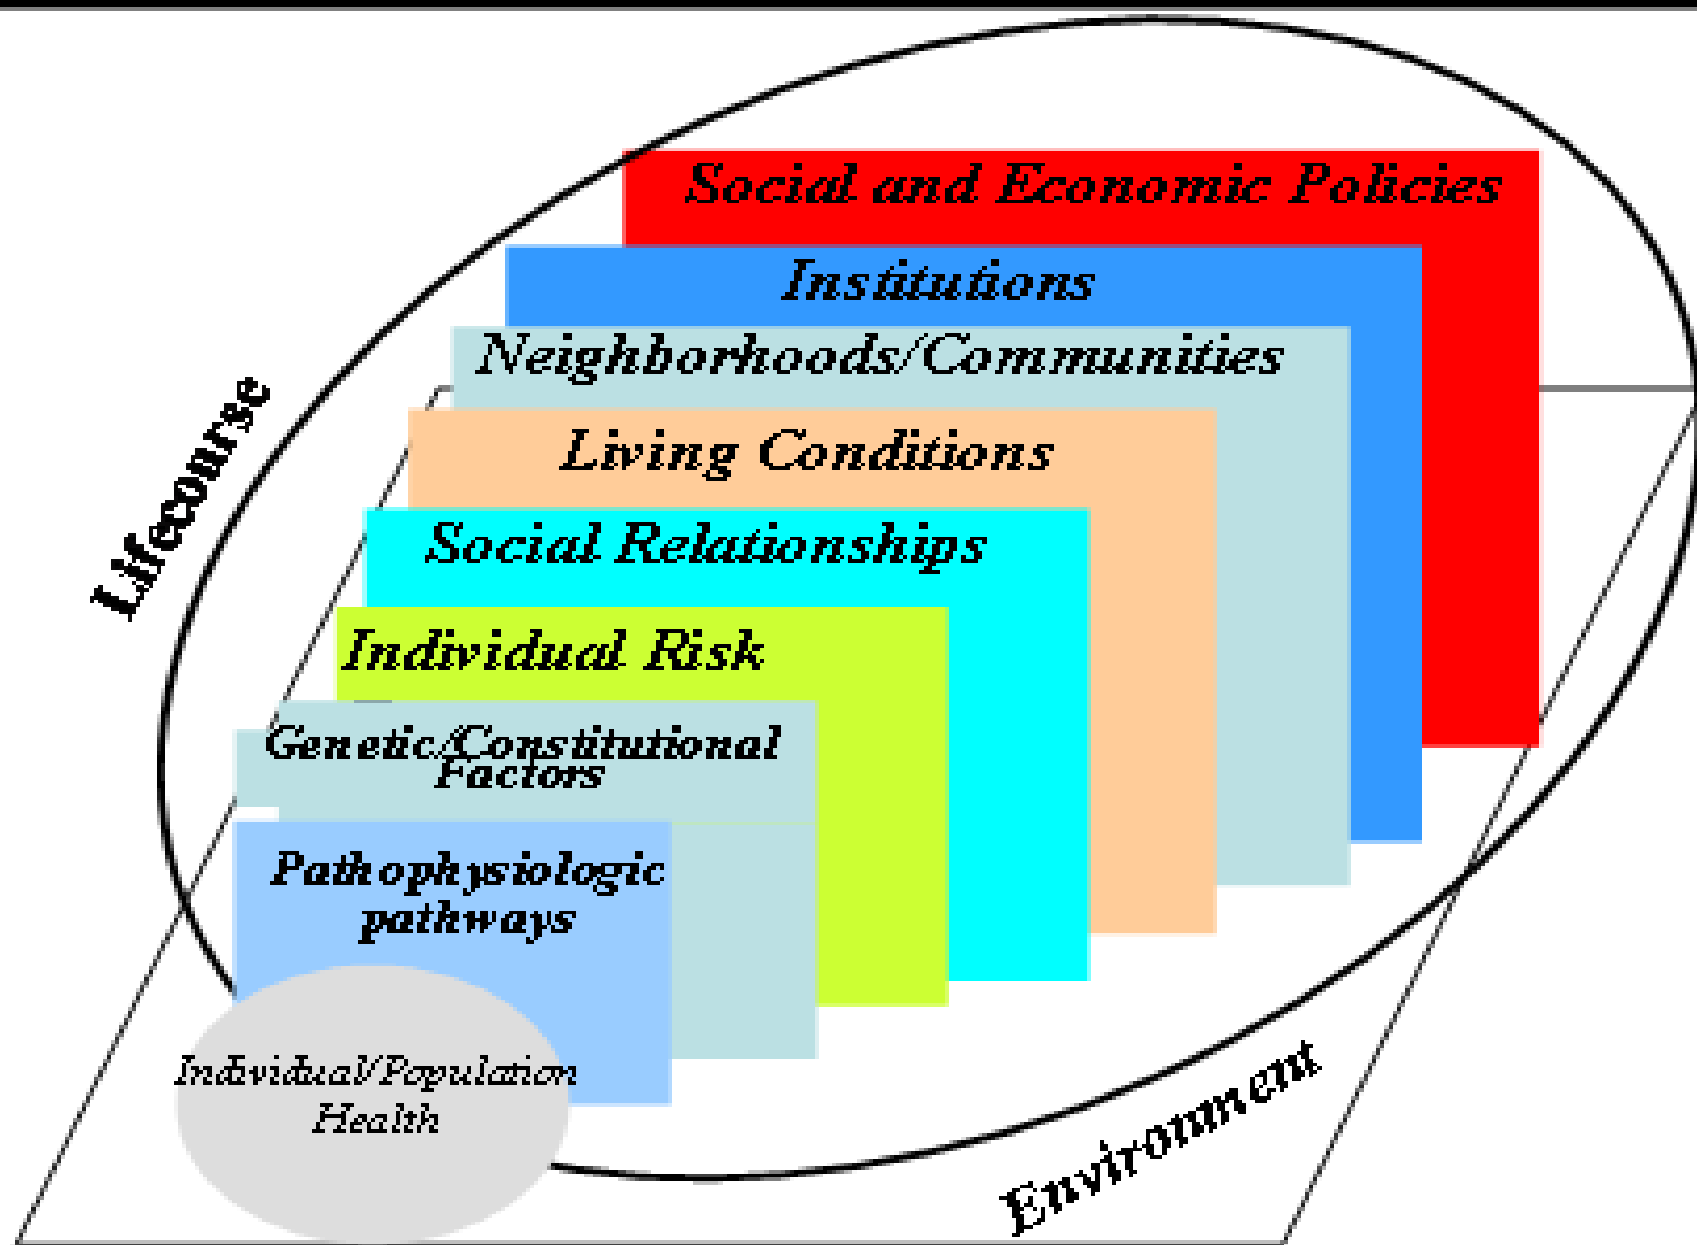 Social and Economic Policies
Institutions
Neighborhoods/Communities
Living Conditions
Lifecourse
Social Relationships
Individual Risk
Genetic/Constitutional
Factors
Pathophysiologic
pathways
Individual/Population
Health
Environment